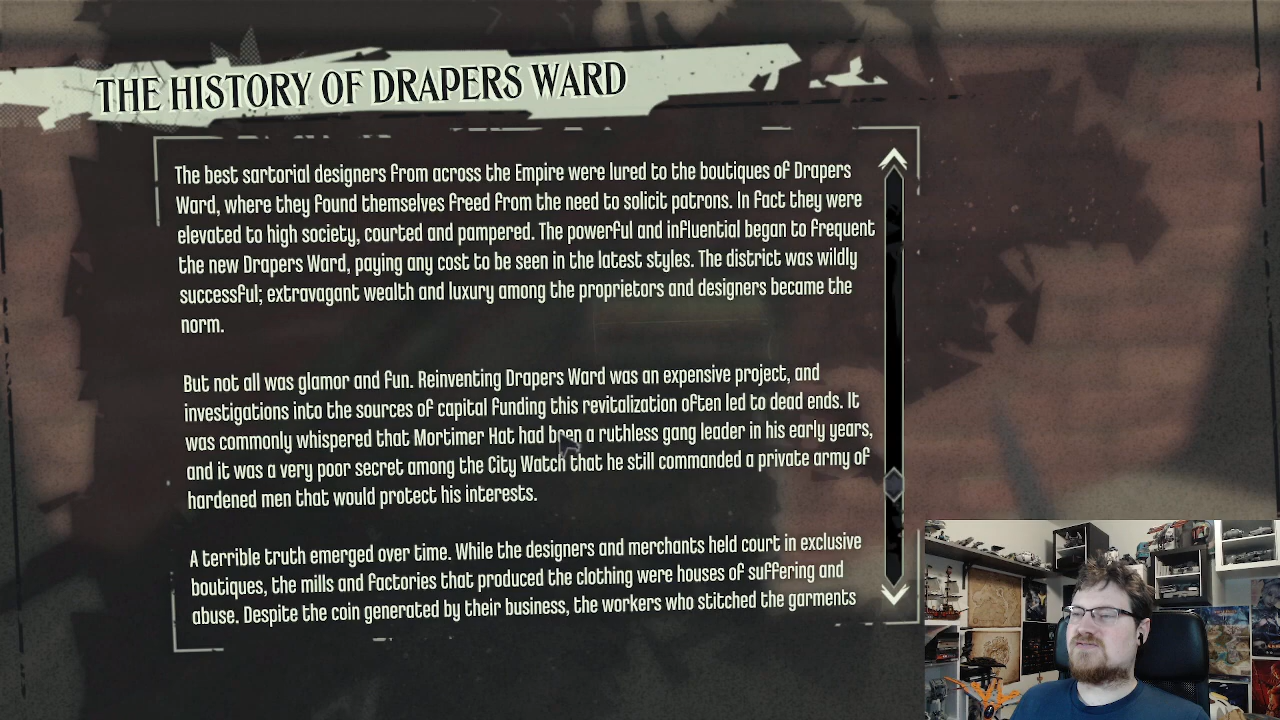 THE HISTORY OF DRAPERS WARD
The best sartorial designers from across the Empire were lured to the boutiques of Drapers
Ward, where they found themselves freed from the need to solicit patrons. In fact they were
elevated to high society, courted and pampered. The powerful and influential began to frequent
the new Drapers Ward, paying any cost to be seen in the latest styles. The district was wildly
successful; extravagant wealth and luxury among the proprietors and designers became the
norm.
But not all was glamor and fun. Reinventing Drapers Ward was an expensive project, and
investigations into the sources of capital funding this revitalization often led to dead ends. It
was commonly whispered that Mortimer Hat had been a ruthless gang leader in his early years,
and it was a very poor secret among the City Watch that he still commanded a private army of
hardened men that would protect his interests.
A terrible truth emerged over time. While the designers and merchants held court in exclusive
boutiques, the mills and factories that produced the clothing were houses of suffering and
abuse. Despite the coin generated by their business, the workers who stitched the garments